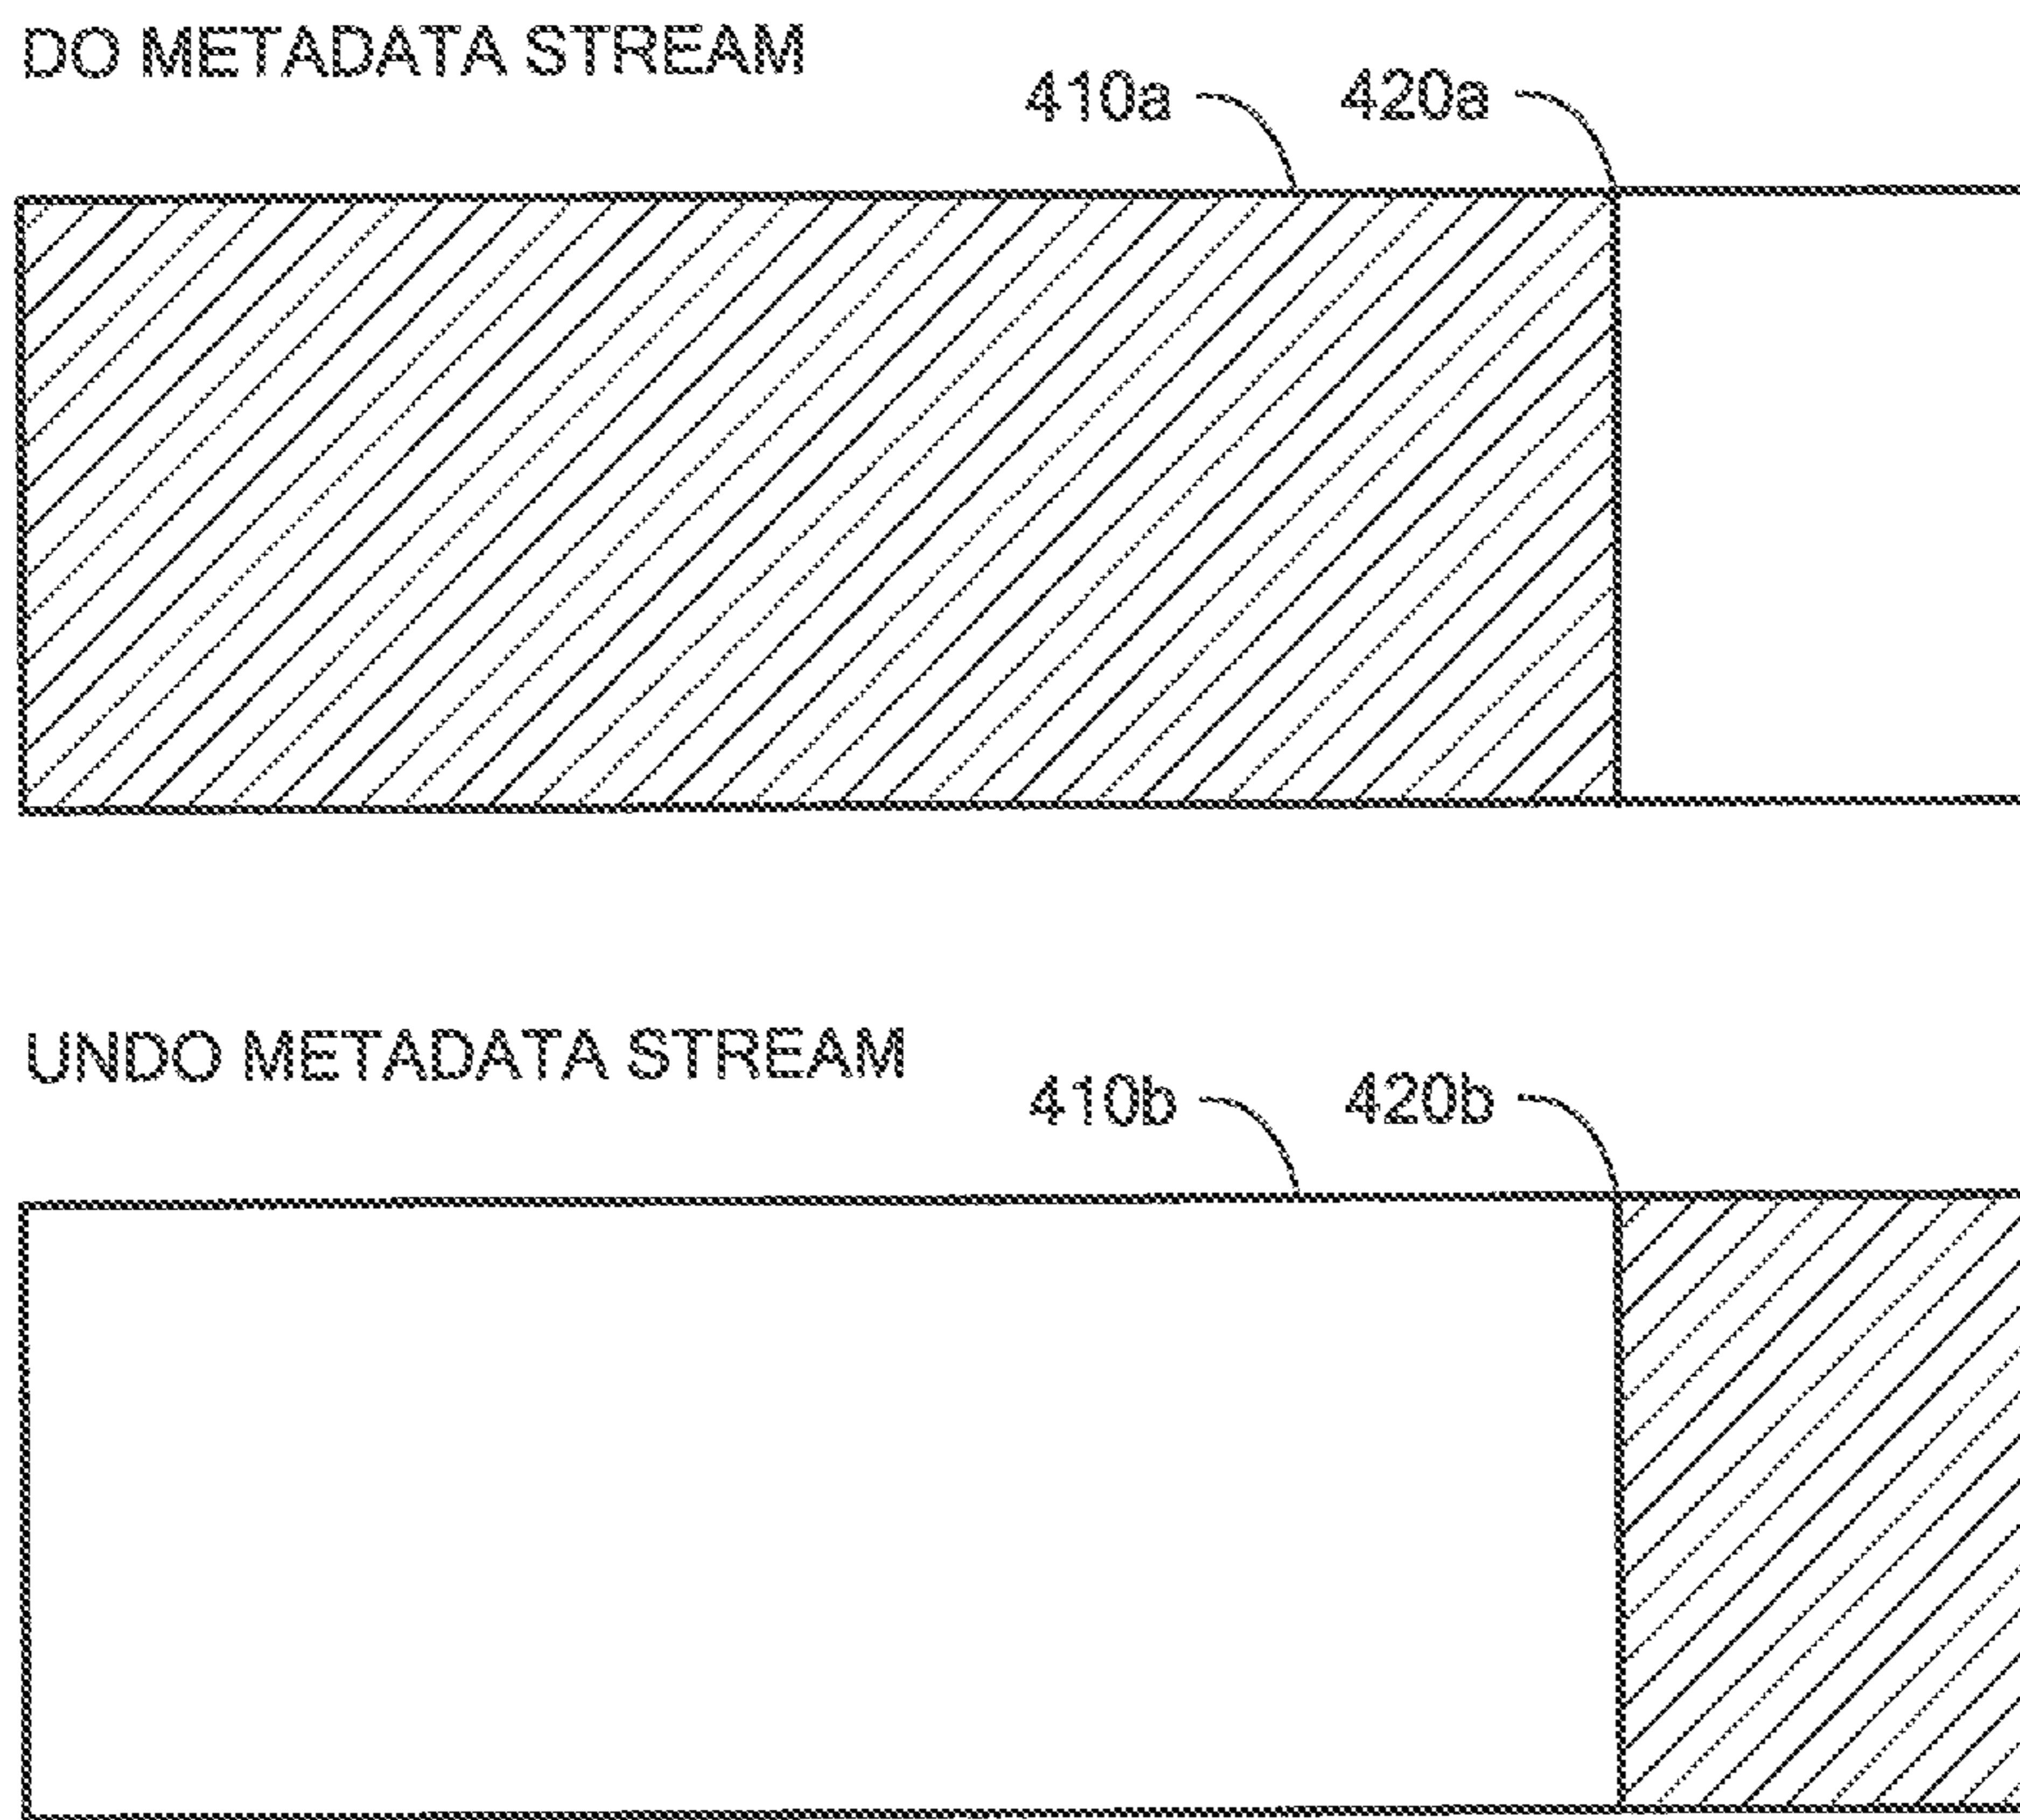 DO METADATA STREAM
410a 420a
UNDO METADATA STREAM
410b 420b